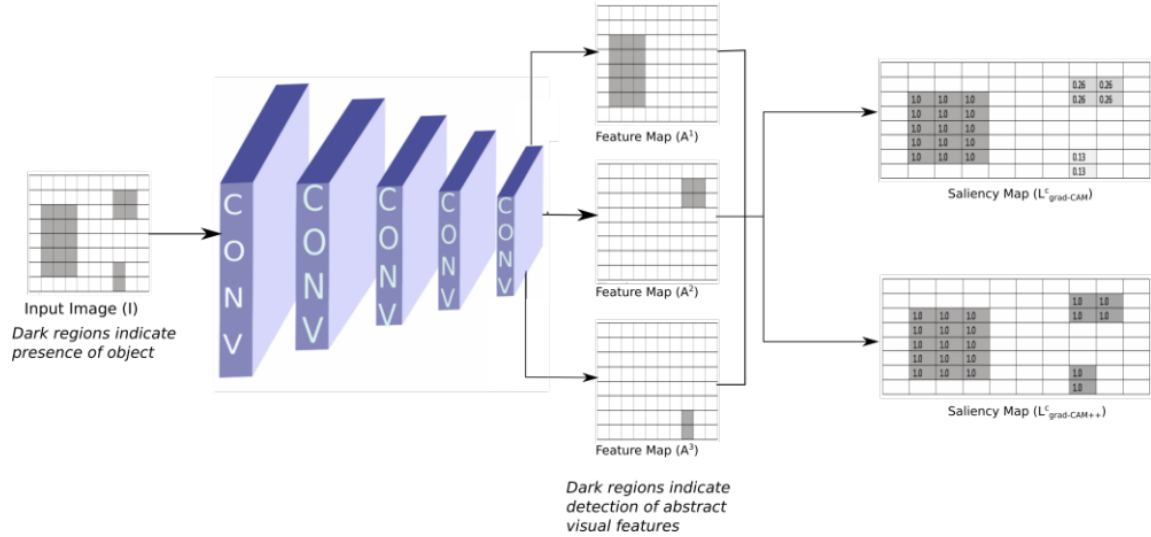 Input Image (I)
Dark regions indicate
presence of object
CONV
CONV
CONV
CONV
CONV
Feature Map (A¹)
Feature Map (A²)
Feature Map (A³)
Dark regions indicate
detection of abstract
visual features
0.26 0.26
1.0 1.0 1.0 0.26 0.26
1.0 1.0 1.0
1.0 1.0 1.0
1.0 1.0 1.0
1.0 1.0 1.0 0.13
0.13
Saliency Map (Lᶜgrad-CAM)
1.0 1.0
1.0 1.0 1.0 1.0 1.0
1.0 1.0 1.0
1.0 1.0 1.0
1.0 1.0 1.0
1.0 1.0 1.0 1.0
1.0
Saliency Map (Lᶜgrad-CAM++)